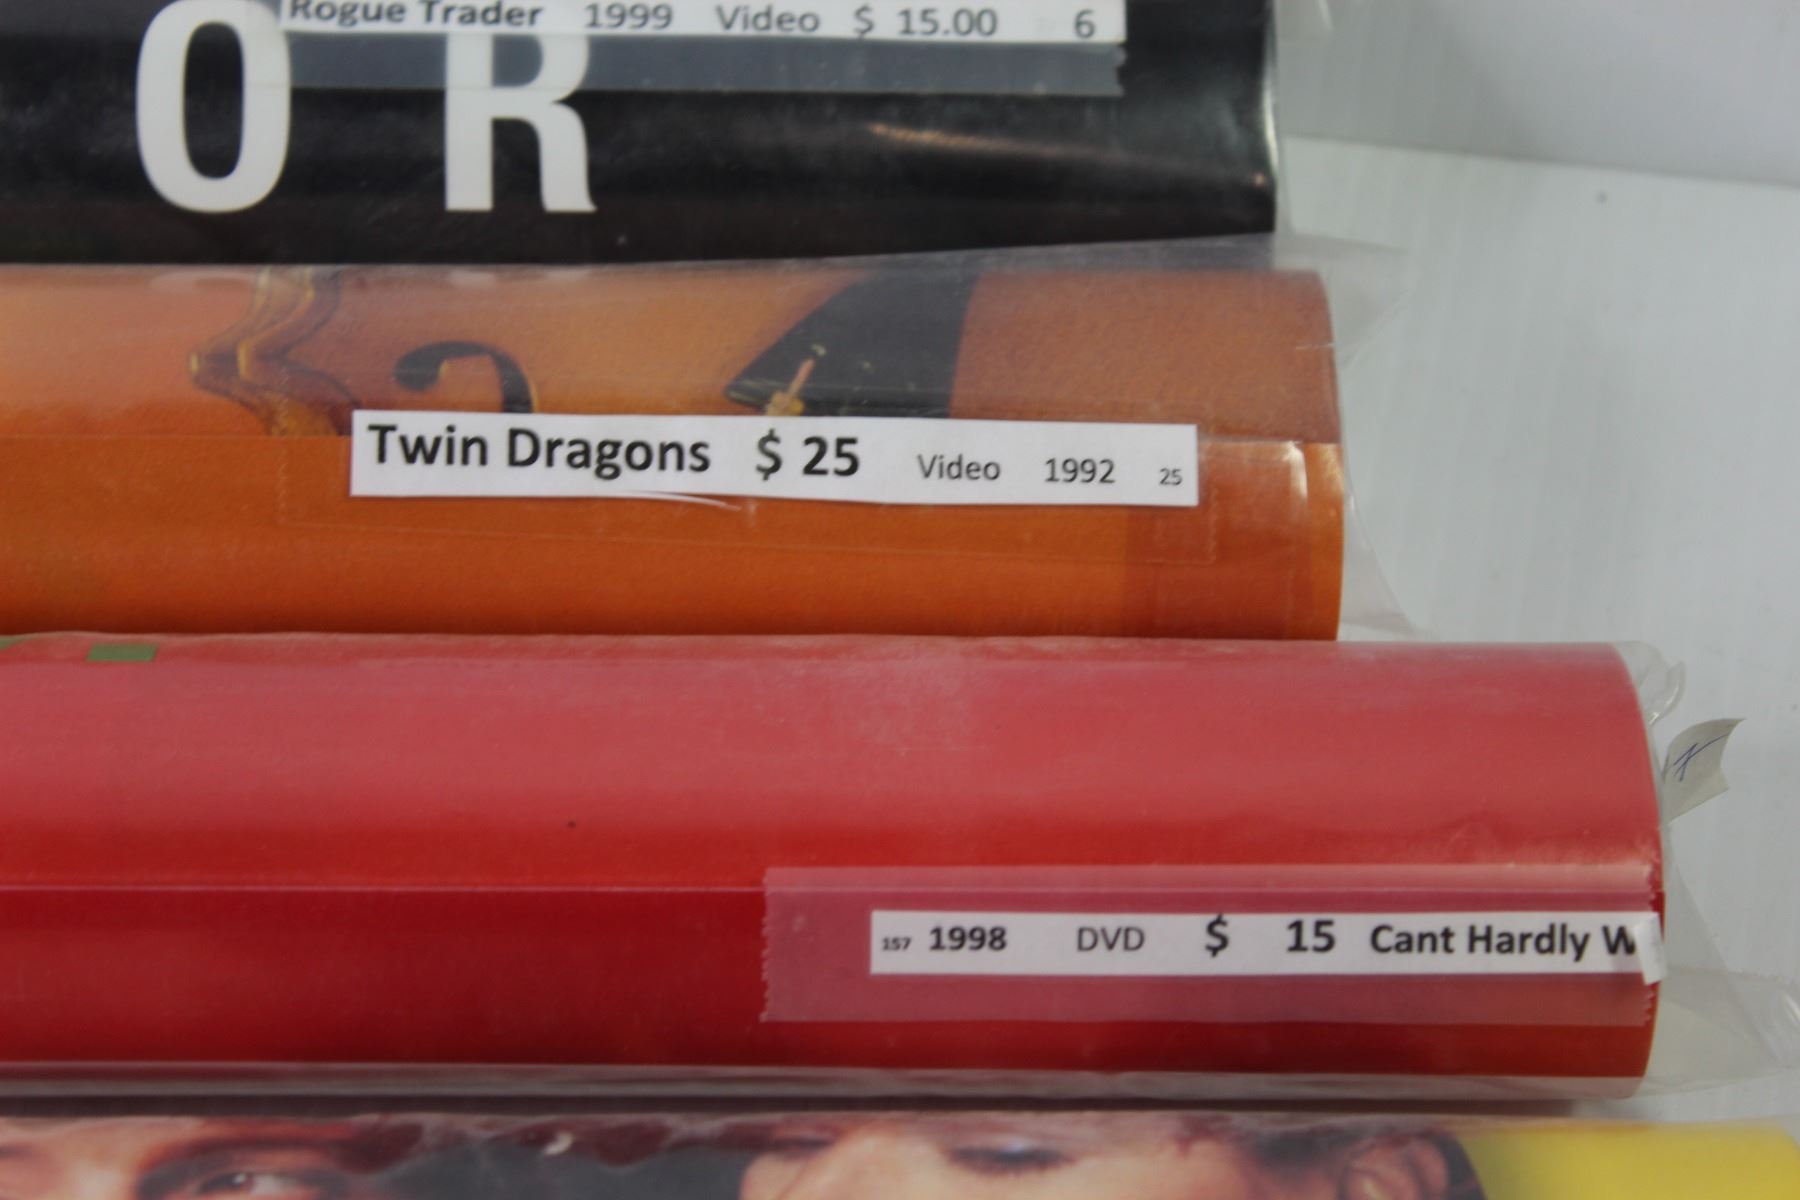 Rogue Trader 1999 Video $ 15.00 6
O R
Twin Dragons $ 25 Video 1992 25
157 1998 DVD $ 15 Cant Hardly W